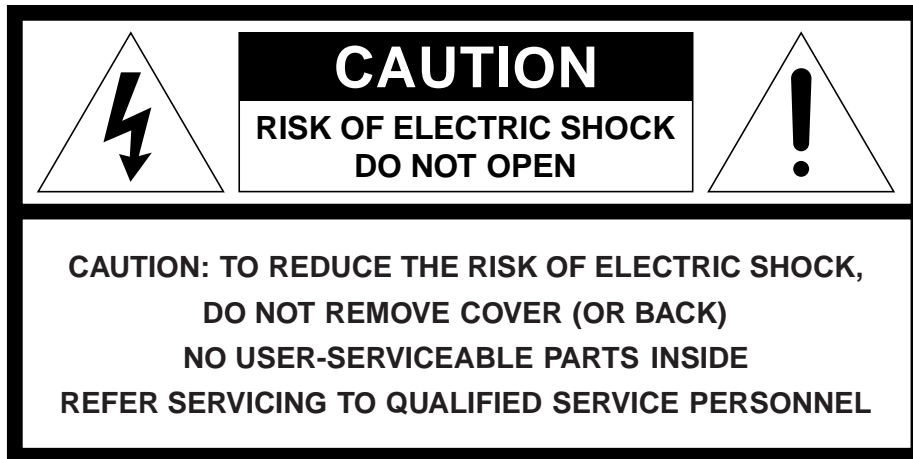 CAUTION
RISK OF ELECTRIC SHOCK
DO NOT OPEN
CAUTION: TO REDUCE THE RISK OF ELECTRIC SHOCK,
DO NOT REMOVE COVER (OR BACK)
NO USER-SERVICEABLE PARTS INSIDE
REFER SERVICING TO QUALIFIED SERVICE PERSONNEL